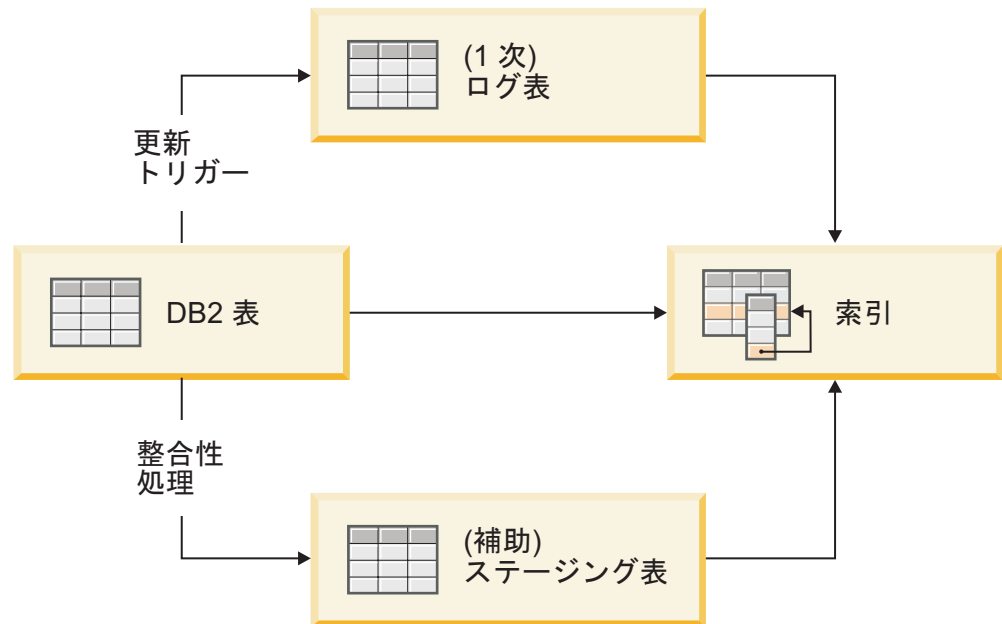 (1 次)
ログ表
更新
トリガー
DB2 表
索引
整合性
処理
(補助)
ステージング表